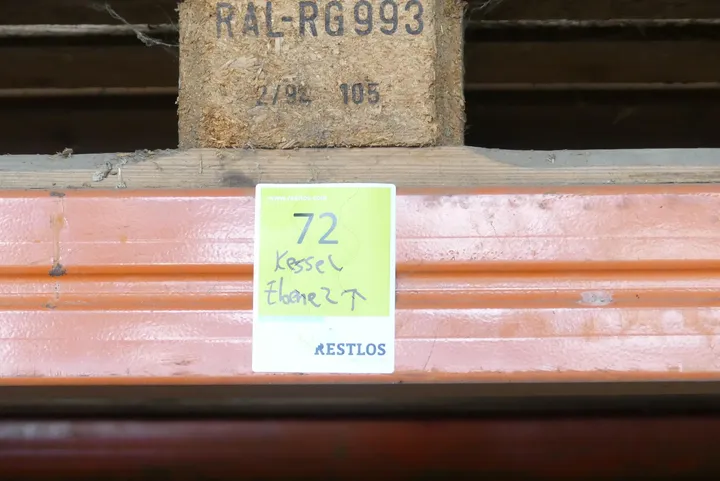 RAL-RG993
2/92 105
72
Kessel
Ebene 2 ↑
RESTLOS